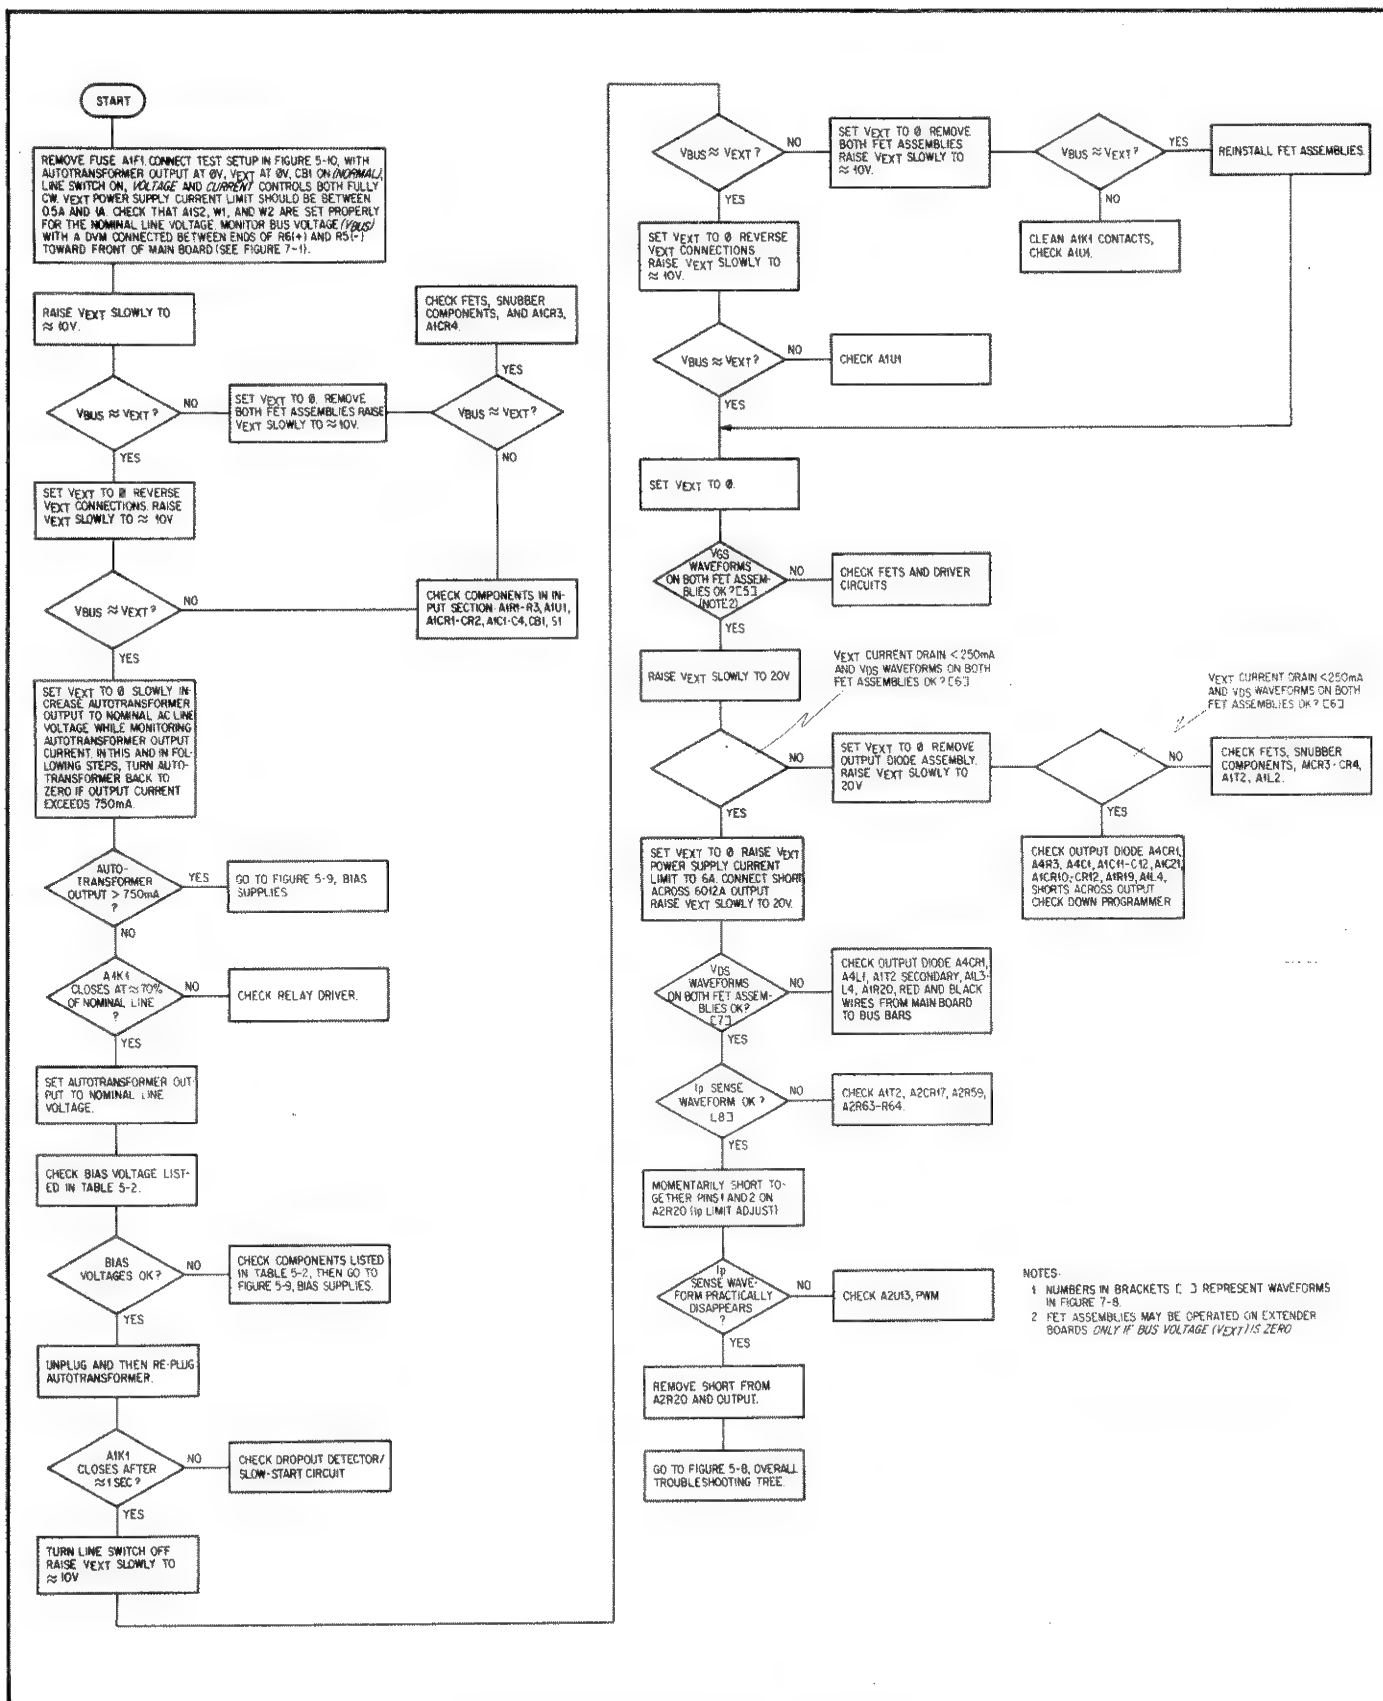 START
REMOVE FUSE A1F1. CONNECT TEST SETUP IN FIGURE 5-10, WITH
AUTOTRANSFORMER OUTPUT AT 0V, VEXT AT 0V, CB1 ON (NORMAL),
LINE SWITCH ON, VOLTAGE AND CURRENT CONTROLS BOTH FULLY
CW. VEXT POWER SUPPLY CURRENT LIMIT SHOULD BE BETWEEN
0.5A AND 1A. CHECK THAT A1S2, W1, AND W2 ARE SET PROPERLY
FOR THE NOMINAL LINE VOLTAGE. MONITOR BUS VOLTAGE (VBUS)
WITH A DVM CONNECTED BETWEEN ENDS OF R6(+) AND R5(-)
TOWARD FRONT OF MAIN BOARD (SEE FIGURE 7-1).
RAISE VEXT SLOWLY TO
≈ 10V.
VBUS ≈ VEXT?
NO
SET VEXT TO 0. REMOVE
BOTH FET ASSEMBLIES RAISE
VEXT SLOWLY TO ≈ 10V.
VBUS ≈ VEXT?
YES
CHECK FETS, SNUBBER
COMPONENTS, AND A1CR3,
A1CR4.
NO
YES
SET VEXT TO 0 REVERSE
VEXT CONNECTIONS. RAISE
VEXT SLOWLY TO ≈ 10V
VBUS ≈ VEXT?
NO
CHECK COMPONENTS IN IN-
PUT SECTION A1R1-R3, A1U1,
A1CR1-CR2, A1C1-C4, CB1, S1
YES
SET VEXT TO 0 SLOWLY IN-
CREASE AUTOTRANSFORMER
OUTPUT TO NOMINAL AC LINE
VOLTAGE WHILE MONITORING
AUTOTRANSFORMER OUTPUT
CURRENT. IN THIS AND IN FOL-
LOWING STEPS, TURN AUTO-
TRANSFORMER BACK TO
ZERO IF OUTPUT CURRENT
EXCEEDS 750mA.
AUTO-
TRANSFORMER
OUTPUT > 750mA
?
YES
GO TO FIGURE 5-9, BIAS
SUPPLIES
NO
A1K1
CLOSES AT ≈ 70%
OF NOMINAL LINE
?
NO
CHECK RELAY DRIVER.
YES
SET AUTOTRANSFORMER OUT-
PUT TO NOMINAL LINE
VOLTAGE.
CHECK BIAS VOLTAGE LIST-
ED IN TABLE 5-2.
BIAS
VOLTAGES OK?
NO
CHECK COMPONENTS LISTED
IN TABLE 5-2, THEN GO TO
FIGURE 5-9, BIAS SUPPLIES.
YES
UNPLUG AND THEN RE-PLUG
AUTOTRANSFORMER.
A1K1
CLOSES AFTER
≈ 1 SEC?
NO
CHECK DROPOUT DETECTOR/
SLOW-START CIRCUIT
YES
TURN LINE SWITCH OFF
RAISE VEXT SLOWLY TO
≈ 10V
VBUS ≈ VEXT?
NO
SET VEXT TO 0 REMOVE
BOTH FET ASSEMBLIES
RAISE VEXT SLOWLY TO
≈ 10V.
VBUS ≈ VEXT?
YES
REINSTALL FET ASSEMBLIES.
NO
CLEAN A1K1 CONTACTS,
CHECK A1U1.
YES
SET VEXT TO 0 REVERSE
VEXT CONNECTIONS
RAISE VEXT SLOWLY TO
≈ 10V.
VBUS ≈ VEXT?
NO
CHECK A1U1
YES
SET VEXT TO 0.
VGS
WAVEFORMS
ON BOTH FET ASSEM-
BLIES OK?[5]
(NOTE 2)
NO
CHECK FETS AND DRIVER
CIRCUITS
YES
RAISE VEXT SLOWLY TO 20V
VEXT CURRENT DRAIN < 250mA
AND VDS WAVEFORMS ON BOTH
FET ASSEMBLIES OK? [6]
NO
SET VEXT TO 0 REMOVE
OUTPUT DIODE ASSEMBLY.
RAISE VEXT SLOWLY TO
20V
VEXT CURRENT DRAIN <250mA
AND VDS WAVEFORMS ON BOTH
FET ASSEMBLIES OK? [6]
NO
CHECK FETS, SNUBBER
COMPONENTS, A1CR3-CR4,
A1T2, A1L2.
YES
CHECK OUTPUT DIODE A4CR1,
A4R3, A4C1, A1C11-C12, A1C21,
A1CR10-CR12, A1R19, A1L4,
SHORTS ACROSS OUTPUT
CHECK DOWN PROGRAMMER
YES
SET VEXT TO 0 RAISE VEXT
POWER SUPPLY CURRENT
LIMIT TO 6A. CONNECT SHORT
ACROSS 6012A OUTPUT
RAISE VEXT SLOWLY TO 20V.
VDS
WAVEFORMS
ON BOTH FET ASSEM-
BLIES OK?
[7]
NO
CHECK OUTPUT DIODE A4CR1,
A4L1, A1T2 SECONDARY, A1L3-
L4, A1R20, RED AND BLACK
WIRES FROM MAIN BOARD
TO BUS BARS
YES
Ip SENSE
WAVEFORM OK?
[8]
NO
CHECK A1T2, A2CR17, A2R59,
A2R63-R64.
YES
MOMENTARILY SHORT TO-
GETHER PINS 1 AND 2 ON
A2R20 (Ip LIMIT ADJUST)
Ip
SENSE WAVE-
FORM PRACTICALLY
DISAPPEARS
?
NO
CHECK A2U13, PWM
YES
REMOVE SHORT FROM
A2R20 AND OUTPUT.
GO TO FIGURE 5-8, OVERALL
TROUBLESHOOTING TREE.
NOTES:
1 NUMBERS IN BRACKETS [ ] REPRESENT WAVEFORMS
IN FIGURE 7-8.
2 FET ASSEMBLIES MAY BE OPERATED ON EXTENDER
BOARDS ONLY IF BUS VOLTAGE (VEXT) IS ZERO